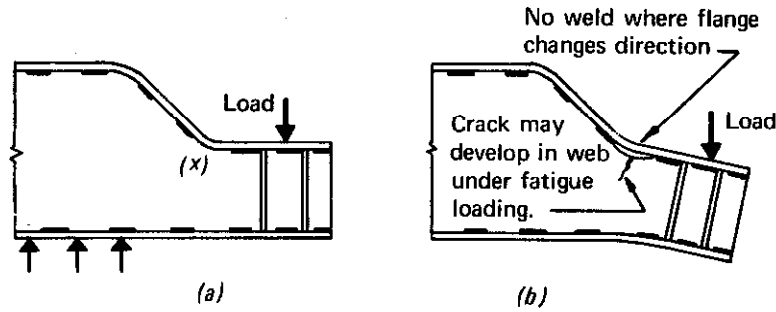 No weld where flange
changes direction
Load
(x)
Crack may
develop in web
under fatigue
loading.
Load
(a)
(b)